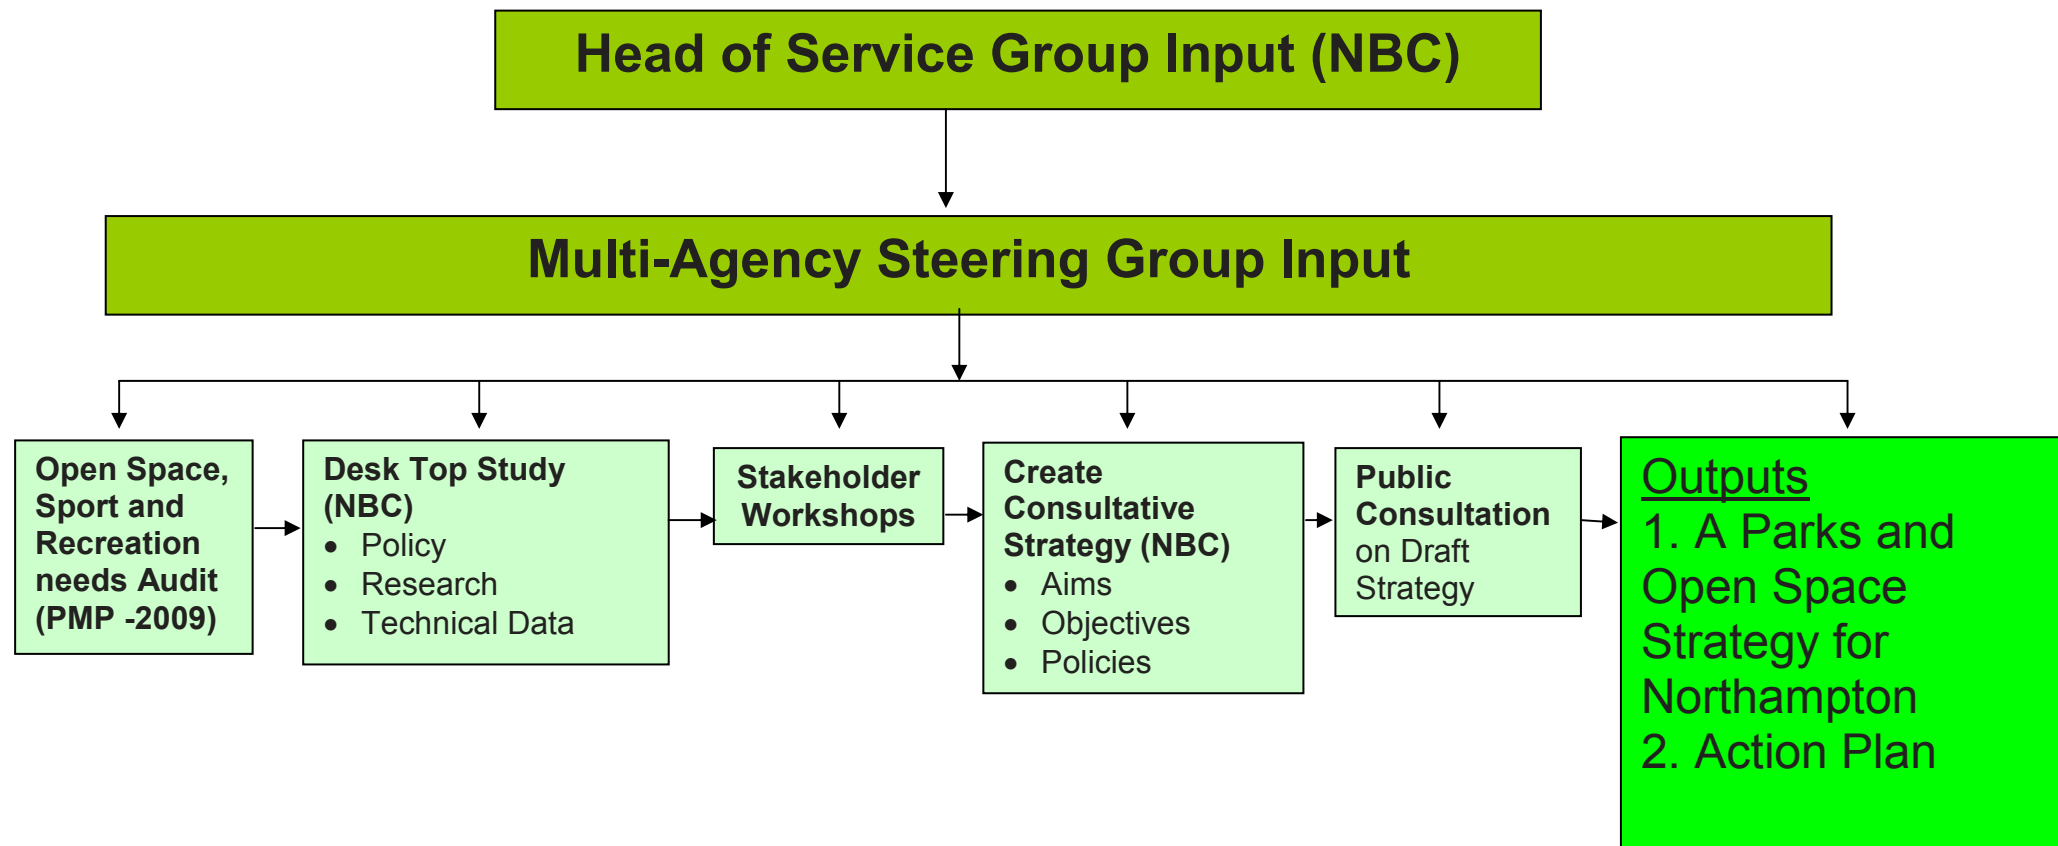 Head of Service Group Input (NBC)
Multi-Agency Steering Group Input
Open Space,
Sport and
Recreation
needs Audit
(PMP -2009)
Desk Top Study
(NBC)
• Policy
• Research
• Technical Data
Stakeholder
Workshops
Create
Consultative
Strategy (NBC)
• Aims
• Objectives
• Policies
Public
Consultation
on Draft
Strategy
Outputs
1. A Parks and
Open Space
Strategy for
Northampton
2. Action Plan